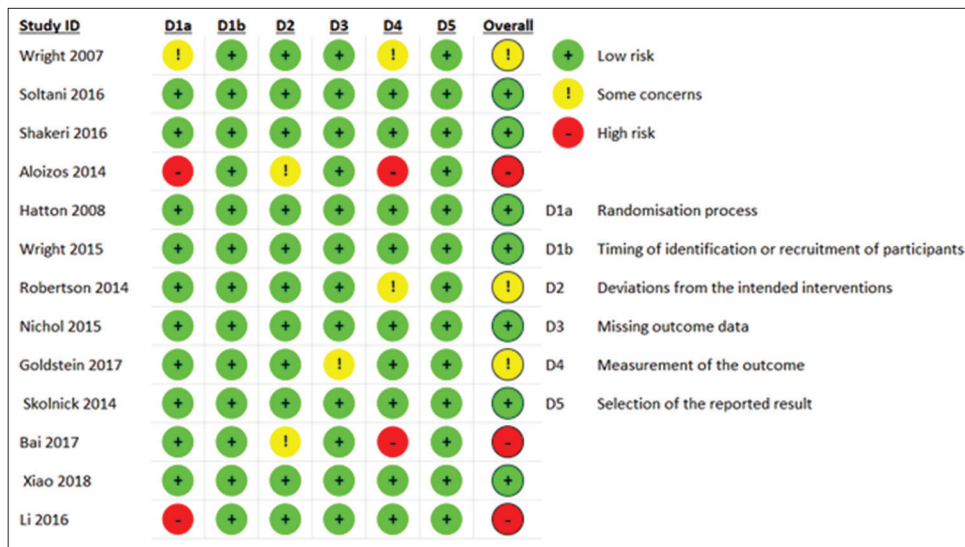 Study ID D1a D1b D2 D3 D4 D5 Overall
Wright 2007 ! + + + ! + ! + Low risk
Soltani 2016 + + + + + + + ! Some concerns
Shakeri 2016 + + + + + + + - High risk
Aloizos 2014 - + ! + - + -
Hatton 2008 + + + + + + + D1a Randomisation process
Wright 2015 + + + + + + + D1b Timing of identification or recruitment of participants
Robertson 2014 + + + + ! + ! D2 Deviations from the intended interventions
Nichol 2015 + + + + + + + D3 Missing outcome data
Goldstein 2017 + + + ! + + ! D4 Measurement of the outcome
Skolnick 2014 + + + + + + + D5 Selection of the reported result
Bai 2017 + + ! + - + -
Xiao 2018 + + + + + + +
Li 2016 - + + + + + -